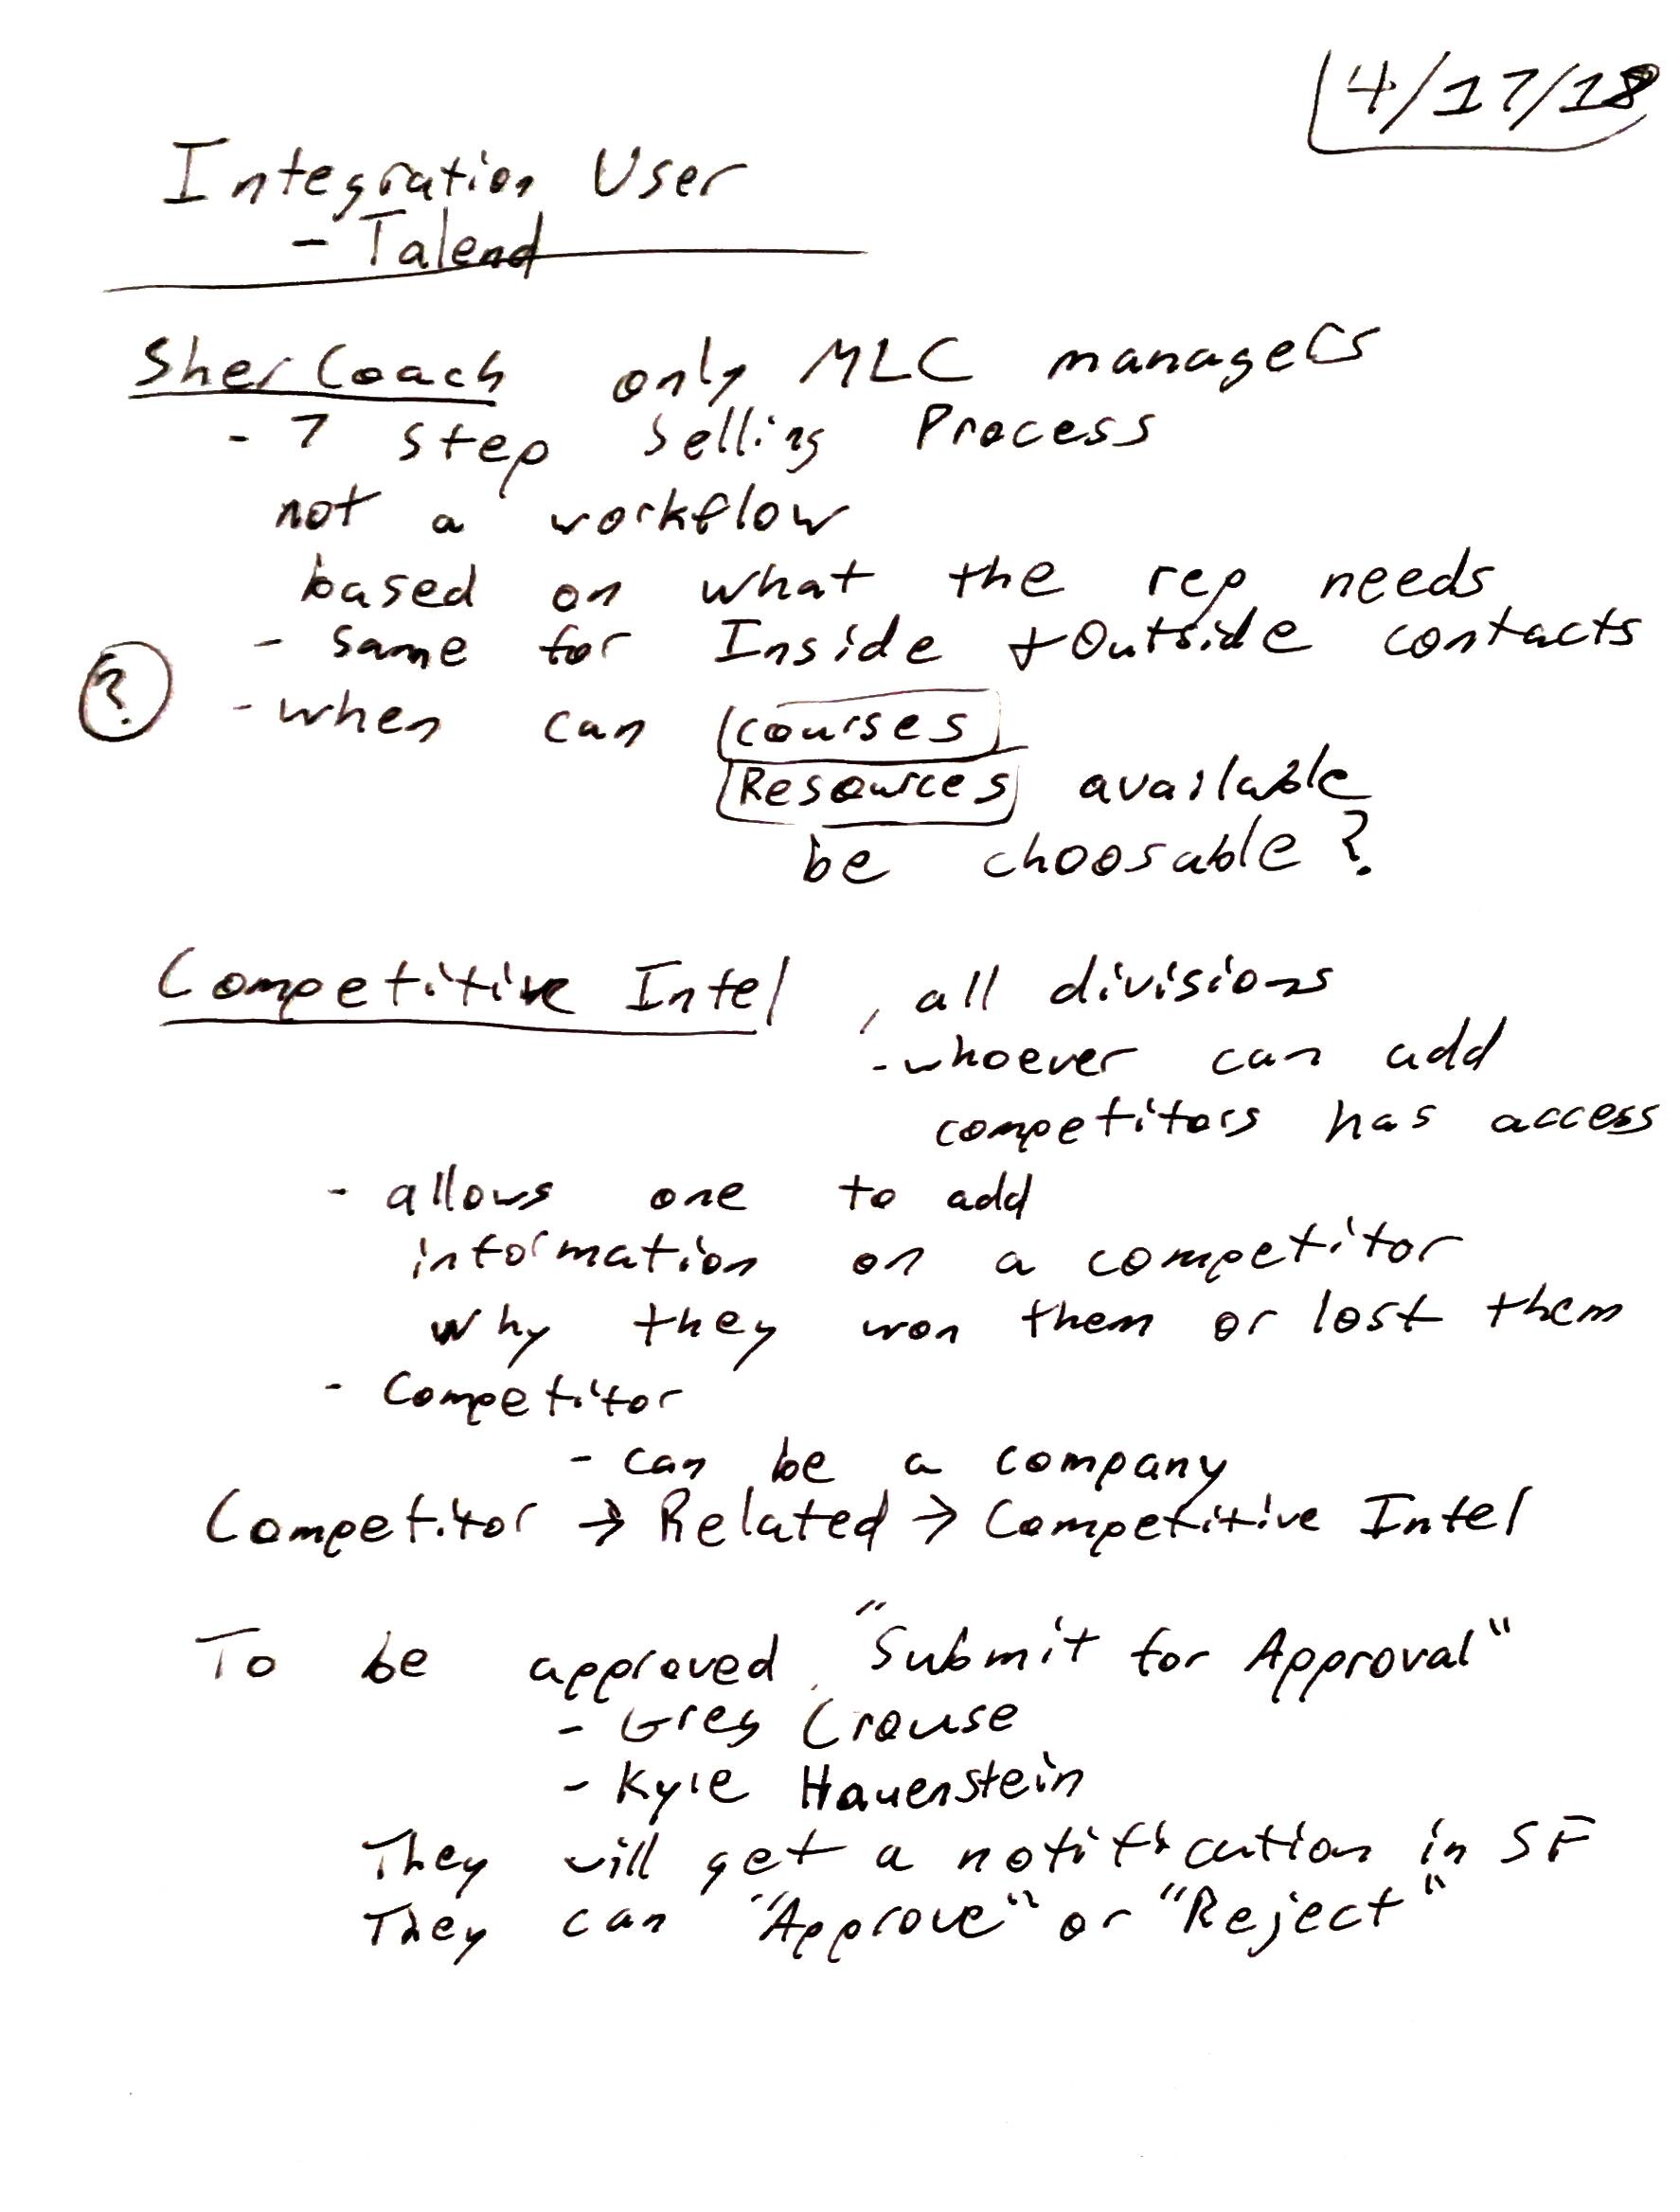 4/17/18
Integration User
- Talend
SherCoach only MLC managers
- 7 Step Selling Process
not a workflow
based on what the rep needs
- same for Inside + Outside contacts
? - when can courses
Resources available
be choosable?
Competitive Intel, all divisions
- whoever can add
competitors has access
- allows one to add
information on a competitor
why they won them or lost them
- Competitor
- can be a company
Competitor → Related → Competitive Intel
To be approved "Submit for Approval"
- Greg Crouse
- Kyle Hauenstein
They will get a notification in SF
They can "Approve" or "Reject"